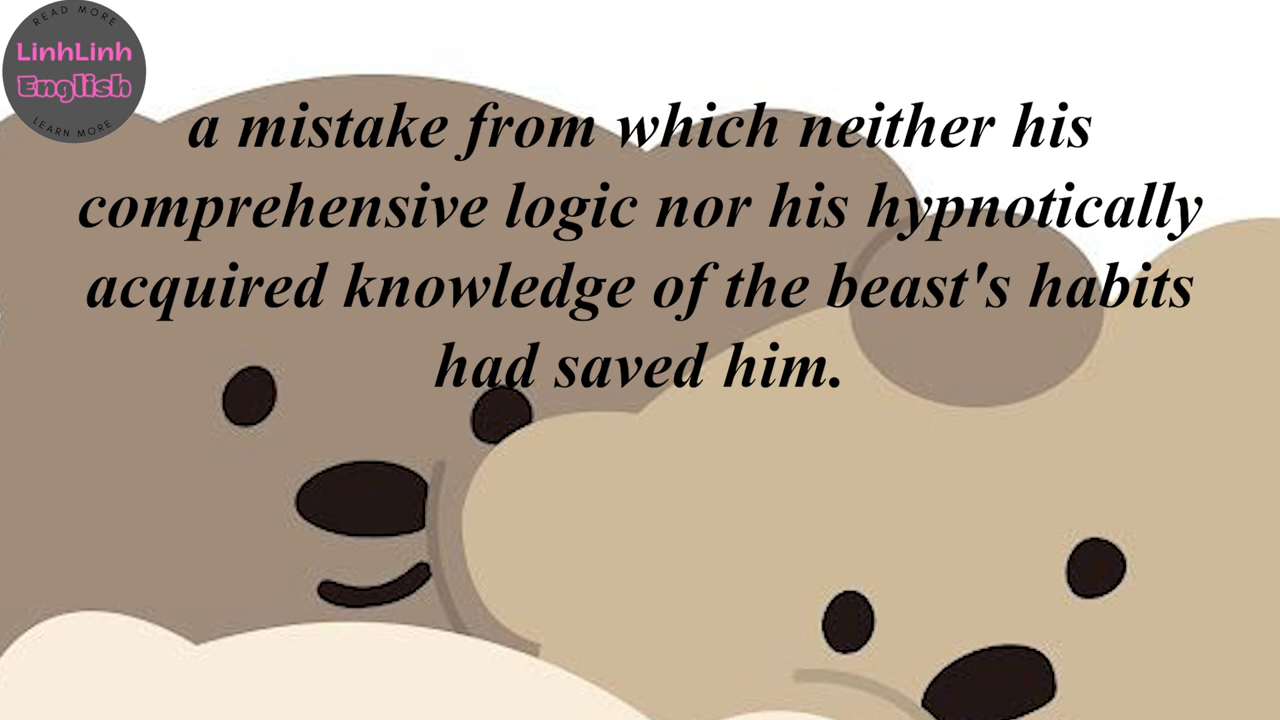 READ MORE
LinhLinh
English
LEARN MORE
a mistake from which neither his
comprehensive logic nor his hypnotically
acquired knowledge of the beast's habits
had saved him.